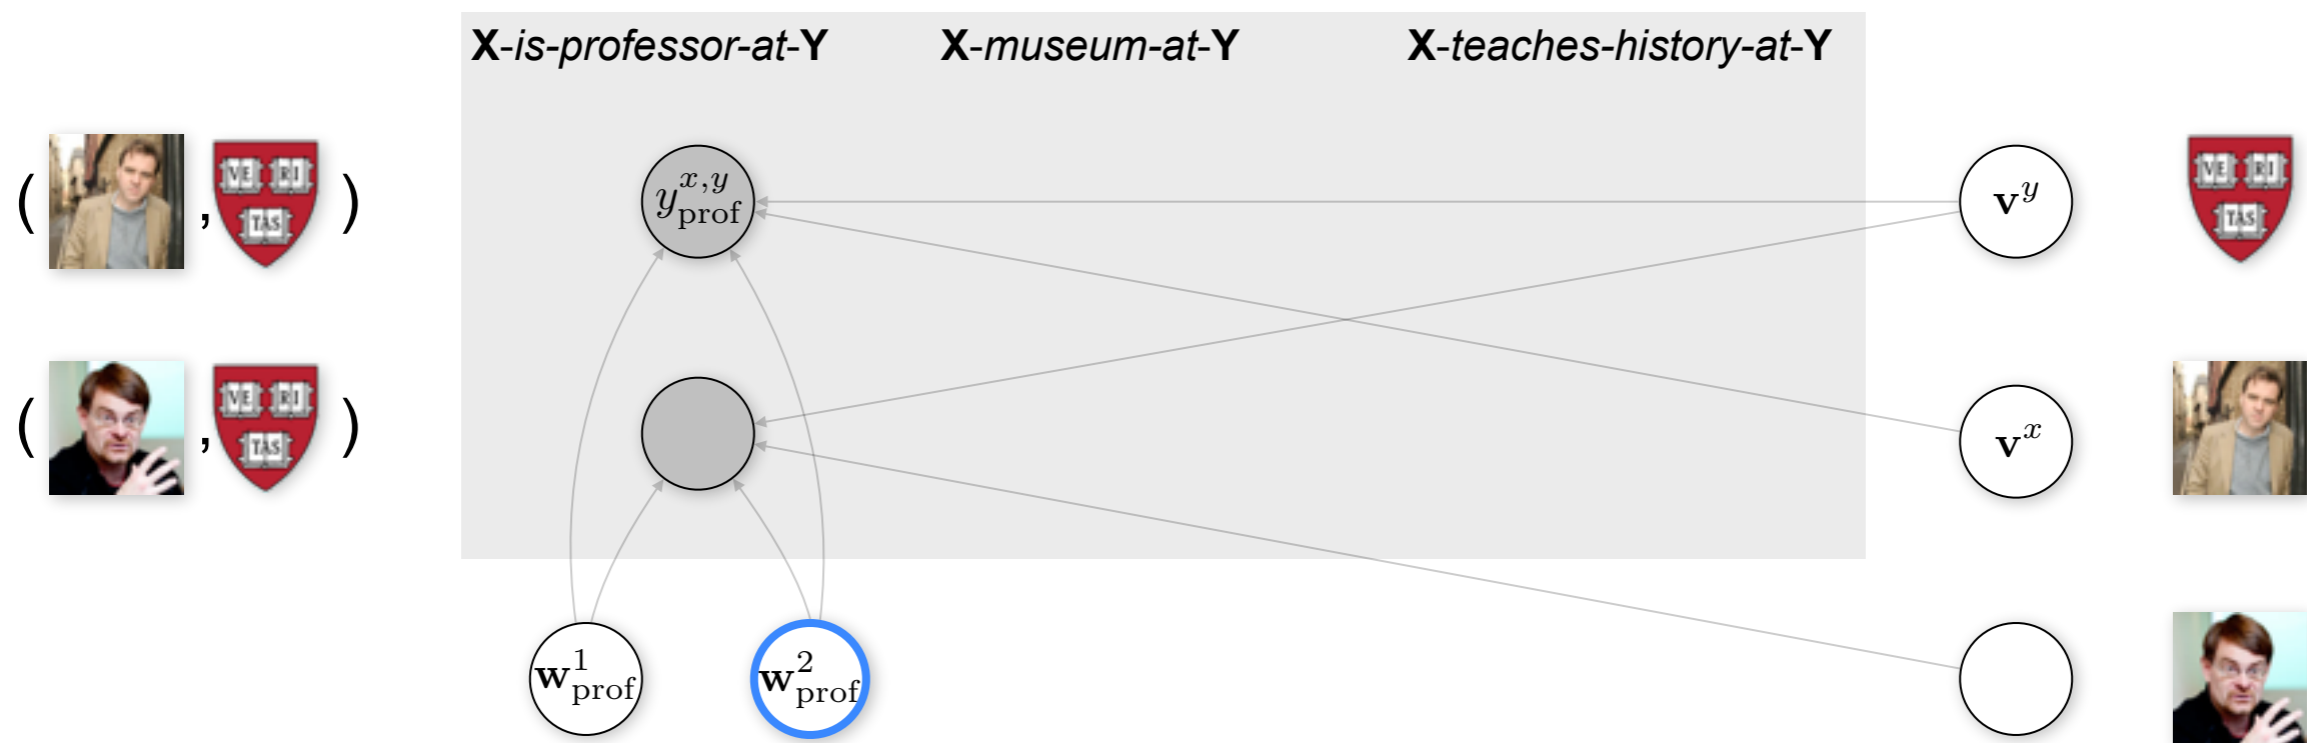 X-is-professor-at-Y X-museum-at-Y X-teaches-history-at-Y
( , VE RI TAS ) y^{x,y}_{prof} v^y VE RI TAS
( , VE RI TAS ) v^x
w^1_{prof} w^2_{prof}